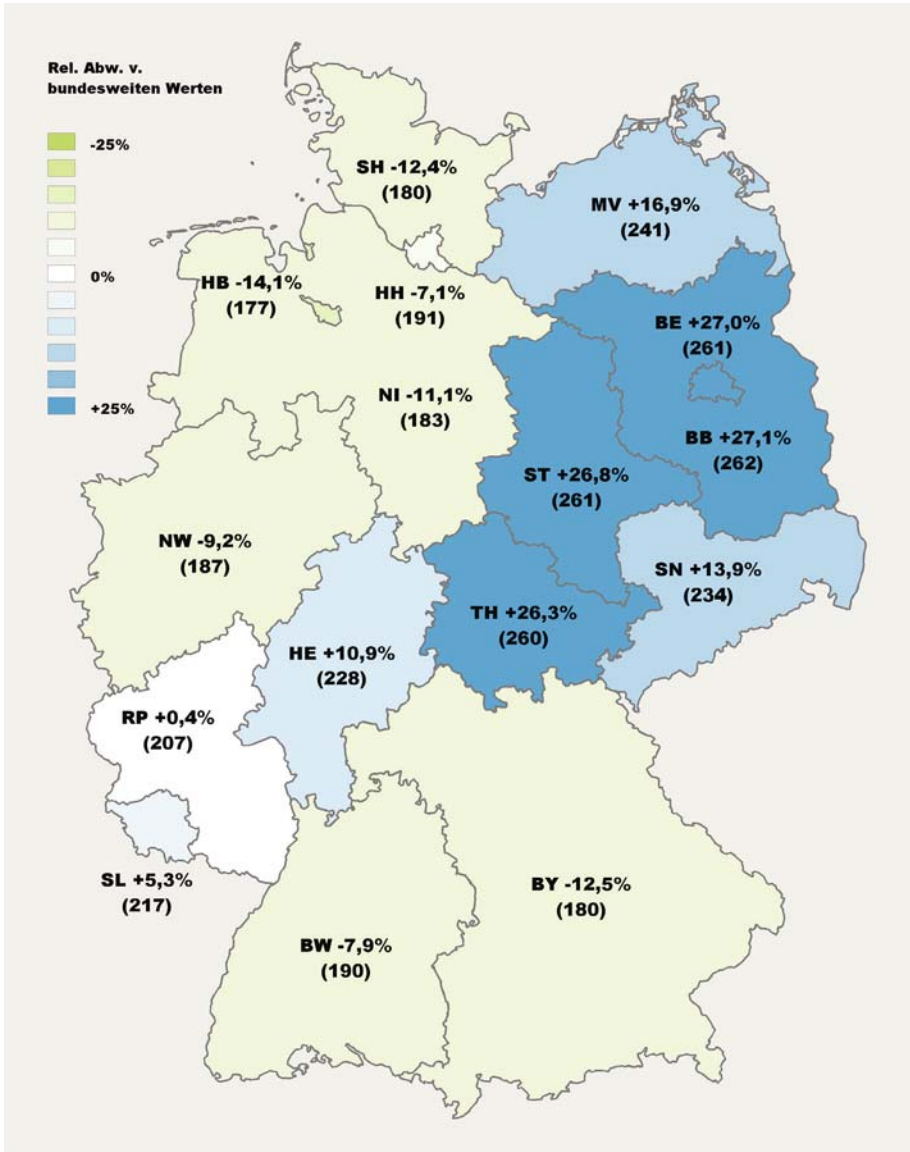 Rel. Abw. v.
bundesweiten Werten
-25%
0%
+25%
SH -12,4%
(180)
MV +16,9%
(241)
HB -14,1%
(177)
HH -7,1%
(191)
BE +27,0%
(261)
NI -11,1%
(183)
BB +27,1%
(262)
ST +26,8%
(261)
NW -9,2%
(187)
SN +13,9%
(234)
TH +26,3%
(260)
HE +10,9%
(228)
RP +0,4%
(207)
SL +5,3%
(217)
BY -12,5%
(180)
BW -7,9%
(190)